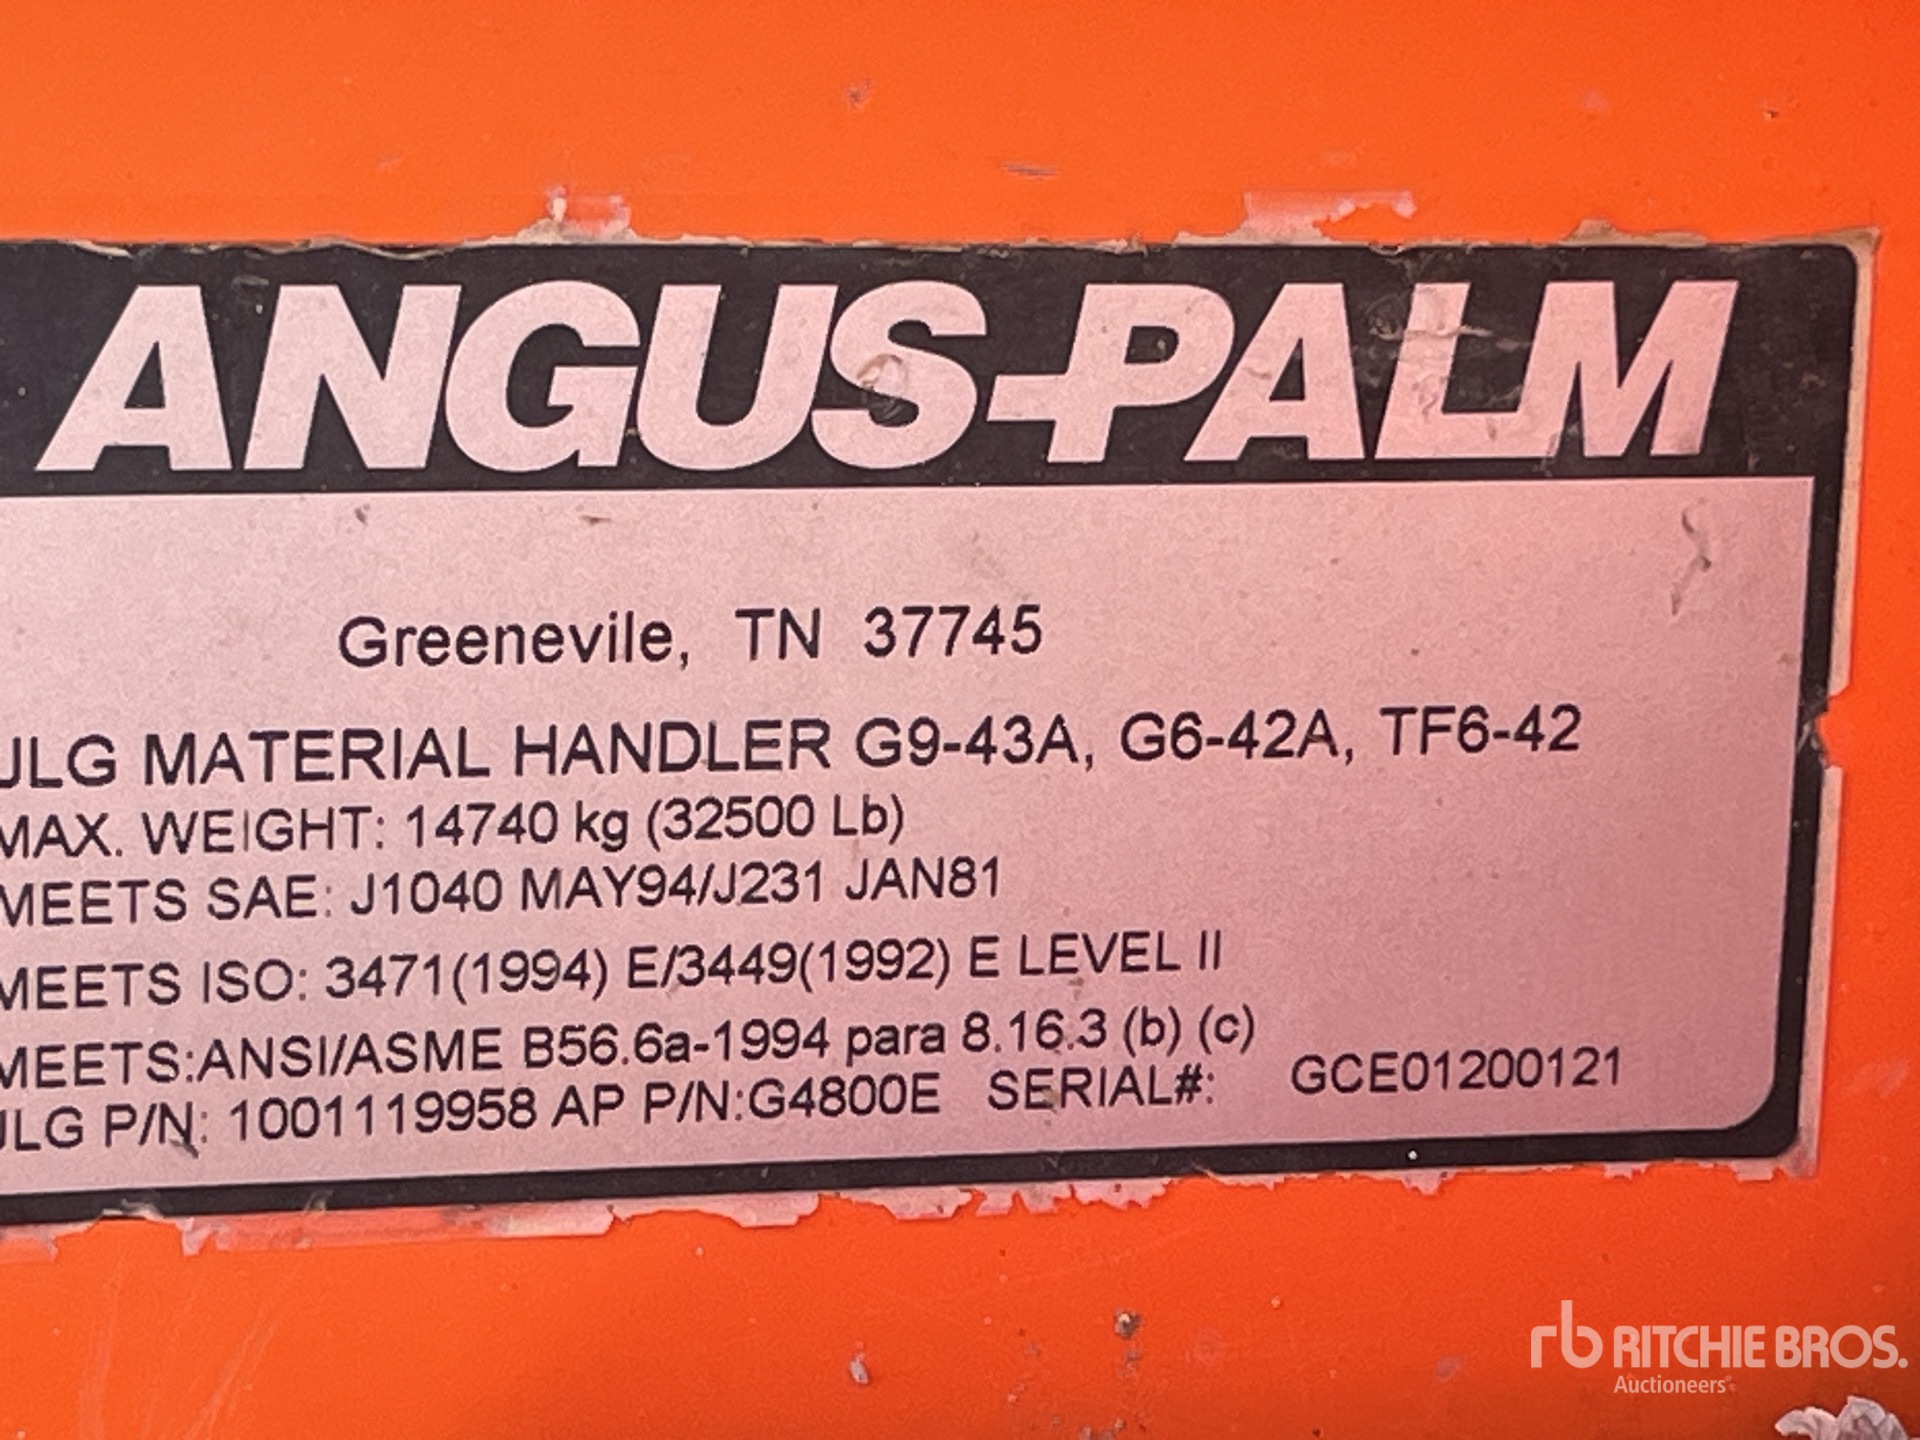 ANGUS-PALM
Greenevile, TN 37745
JLG MATERIAL HANDLER G9-43A, G6-42A, TF6-42
MAX. WEIGHT: 14740 kg (32500 Lb)
MEETS SAE: J1040 MAY94/J231 JAN81
MEETS ISO: 3471(1994) E/3449(1992) E LEVEL II
MEETS:ANSI/ASME B56.6a-1994 para 8.16.3 (b) (c)
JLG P/N: 1001119958 AP P/N:G4800E SERIAL#: GCE01200121
rb RITCHIE BROS.
Auctioneers